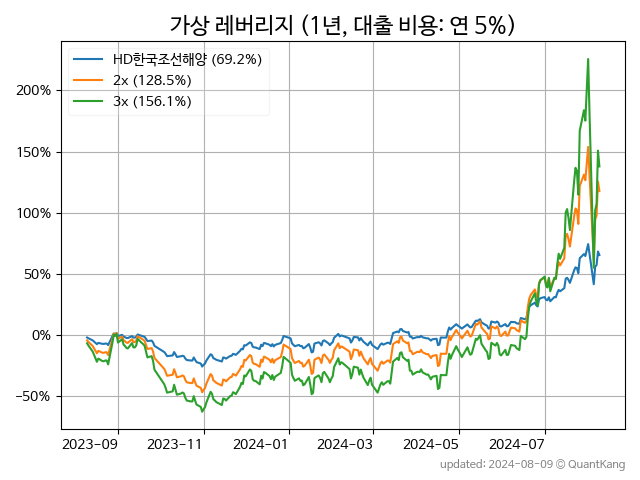 가상 레버리지 (1년, 대출 비용: 연 5%)
HD한국조선해양 (69.2%)
2x (128.5%)
3x (156.1%)
200%
150%
100%
50%
0%
−50%
2023-09 2023-11 2024-01 2024-03 2024-05 2024-07
updated: 2024-08-09 © QuantKang